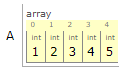 array
0 1 2 3 4
A int int int int int
1 2 3 4 5